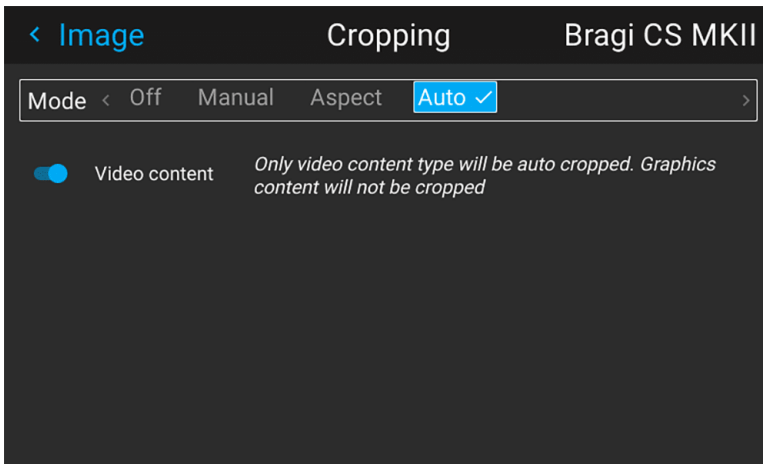 Image Cropping Bragi CS MKII
Mode Off Manual Aspect Auto
Video content Only video content type will be auto cropped. Graphics
content will not be cropped